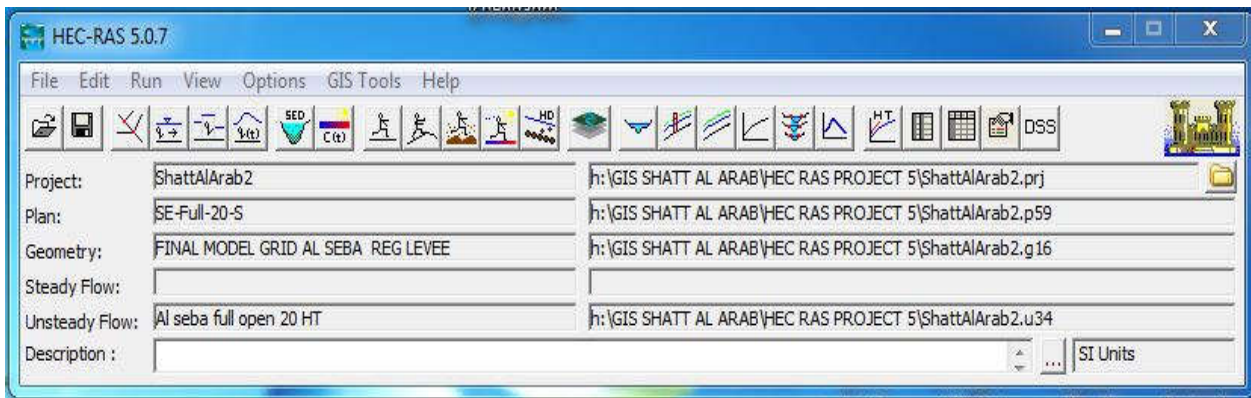 HEC-RAS 5.0.7
X
File Edit Run View Options GIS Tools Help
SED C(t) HD HT DSS
Project: ShattAlArab2 h:\GIS SHATT AL ARAB\HEC RAS PROJECT 5\ShattAlArab2.prj
Plan: SE-Full-20-S h:\GIS SHATT AL ARAB\HEC RAS PROJECT 5\ShattAlArab2.p59
Geometry: FINAL MODEL GRID AL SEBA REG LEVEE h:\GIS SHATT AL ARAB\HEC RAS PROJECT 5\ShattAlArab2.g16
Steady Flow:
Unsteady Flow: Al seba full open 20 HT h:\GIS SHATT AL ARAB\HEC RAS PROJECT 5\ShattAlArab2.u34
Description : ... SI Units